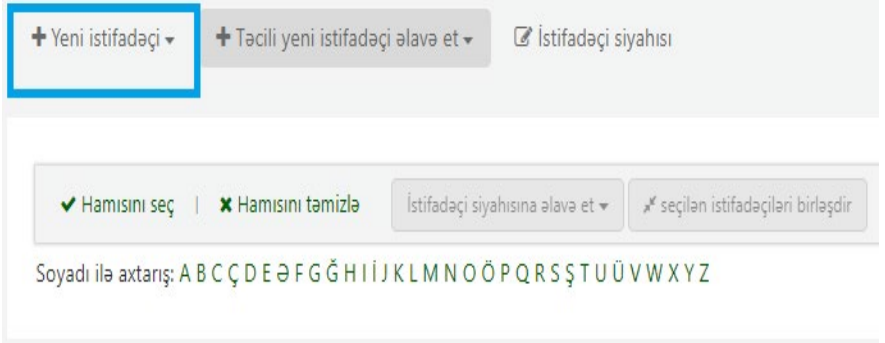 + Yeni istifadəçi ▾ + Təcili yeni istifadəçi əlavə et ▾ İstifadəçi siyahısı
✔ Hamısını seç | ✖ Hamısını təmizlə İstifadəçi siyahısına əlavə et ▾ seçilən istifadəçiləri birləşdir
Soyadı ilə axtarış: A B C Ç D E Ə F G Ğ H I İ J K L M N O Ö P Q R S Ş T U Ü V W X Y Z